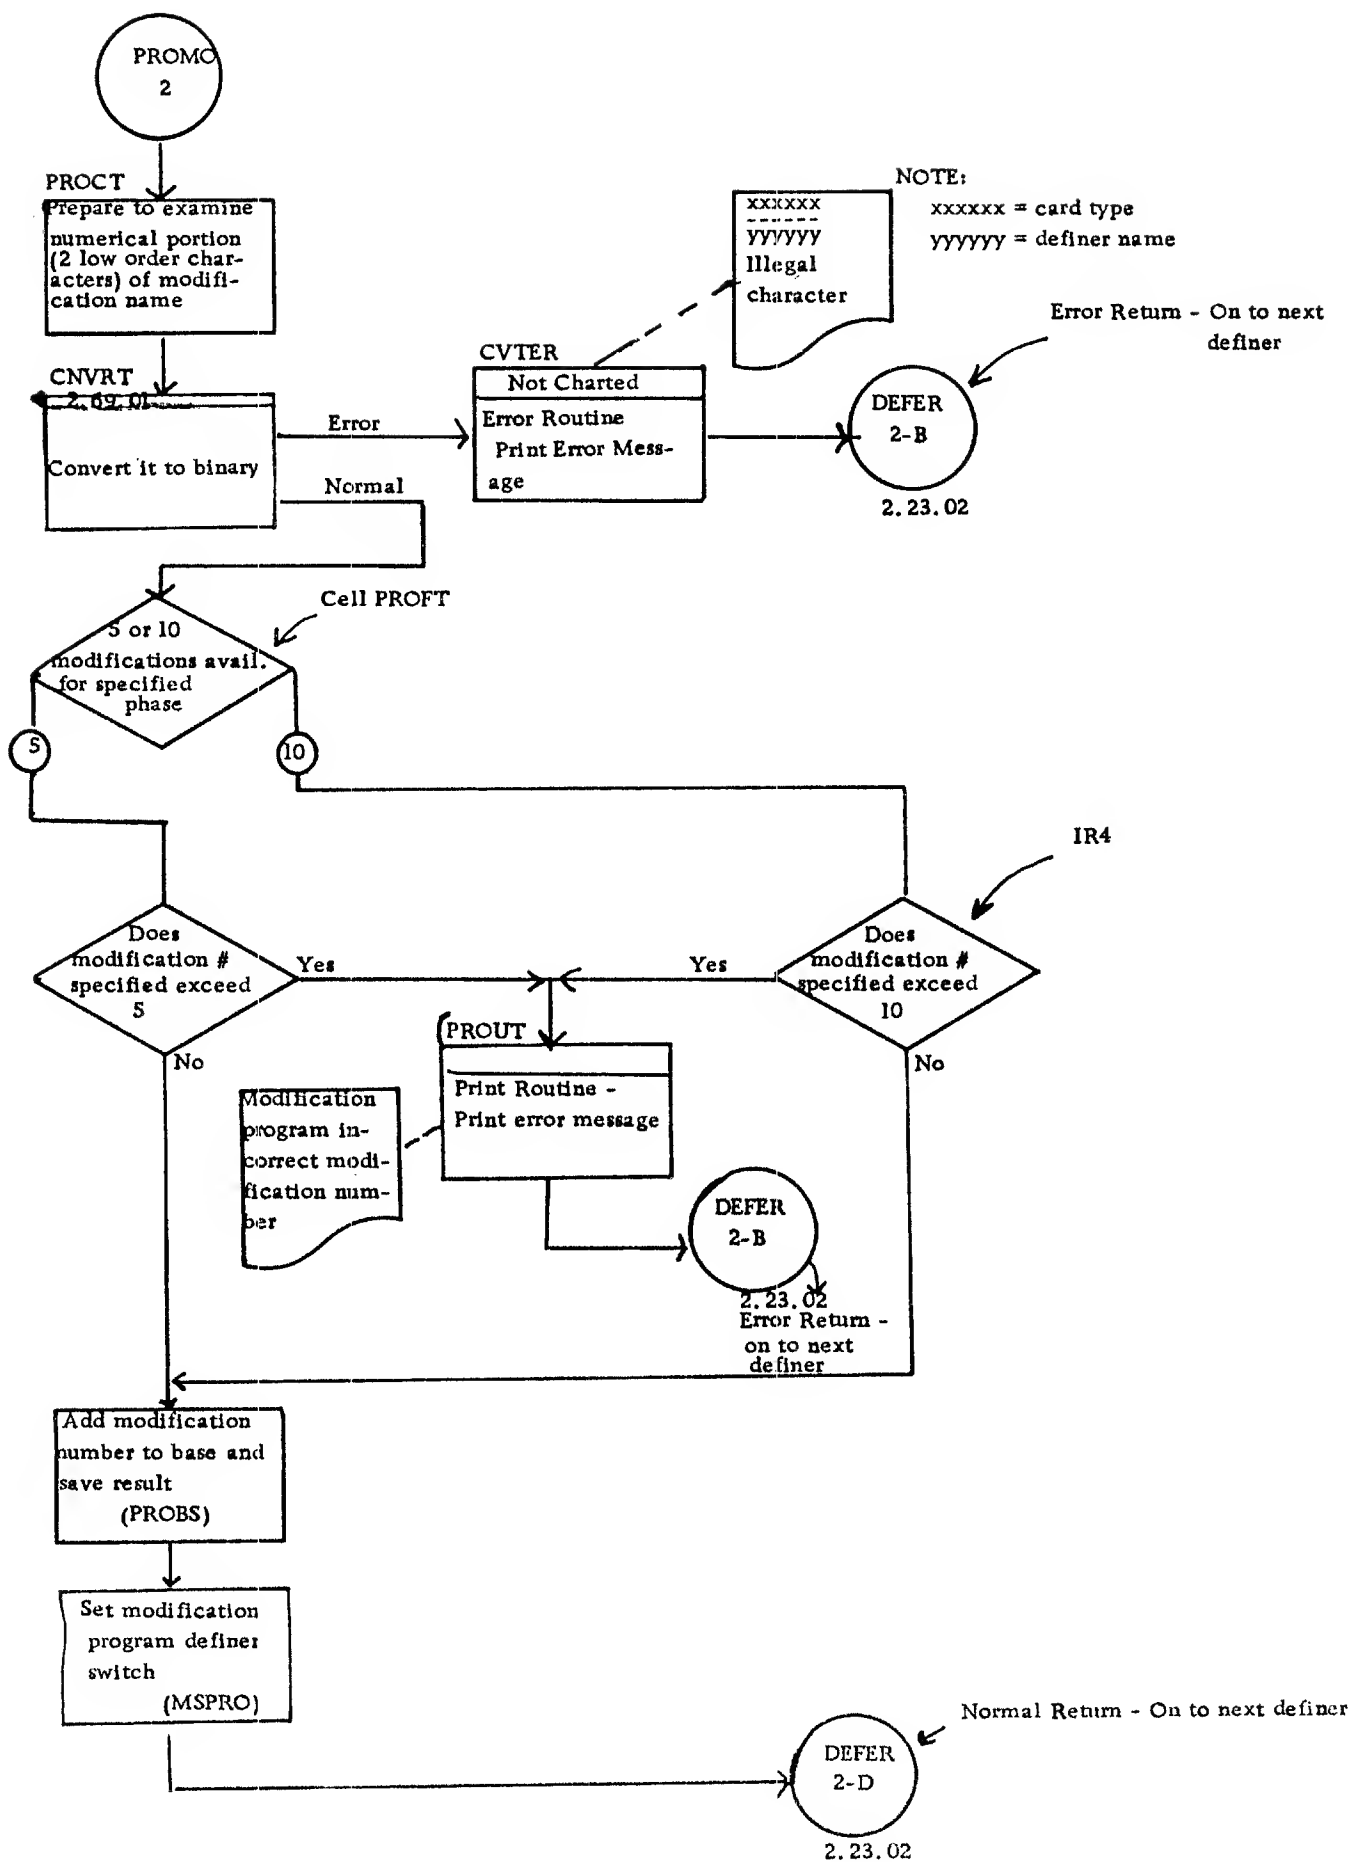 PROMO
2
PROCT
Prepare to examine
numerical portion
(2 low order char-
acters) of modifi-
cation name
xxxxxx
------
yyyyyy
Illegal
character
NOTE:
xxxxxx = card type
yyyyyy = definer name
Error Return - On to next
definer
CNVRT
2.69.01
Convert it to binary
Error
Normal
CVTER
Not Charted
Error Routine
Print Error Mess-
age
DEFER
2-B
2.23.02
Cell PROFT
5 or 10
modifications avail.
for specified
phase
5
10
IR4
Does
modification #
specified exceed
5
Yes
No
Does
modification #
specified exceed
10
Yes
No
PROUT
Print Routine -
Print error message
Modification
program in-
correct modi-
fication num-
ber
DEFER
2-B
2.23.02
Error Return -
on to next
definer
Add modification
number to base and
save result
(PROBS)
Set modification
program definer
switch
(MSPRO)
Normal Return - On to next definer
DEFER
2-D
2.23.02